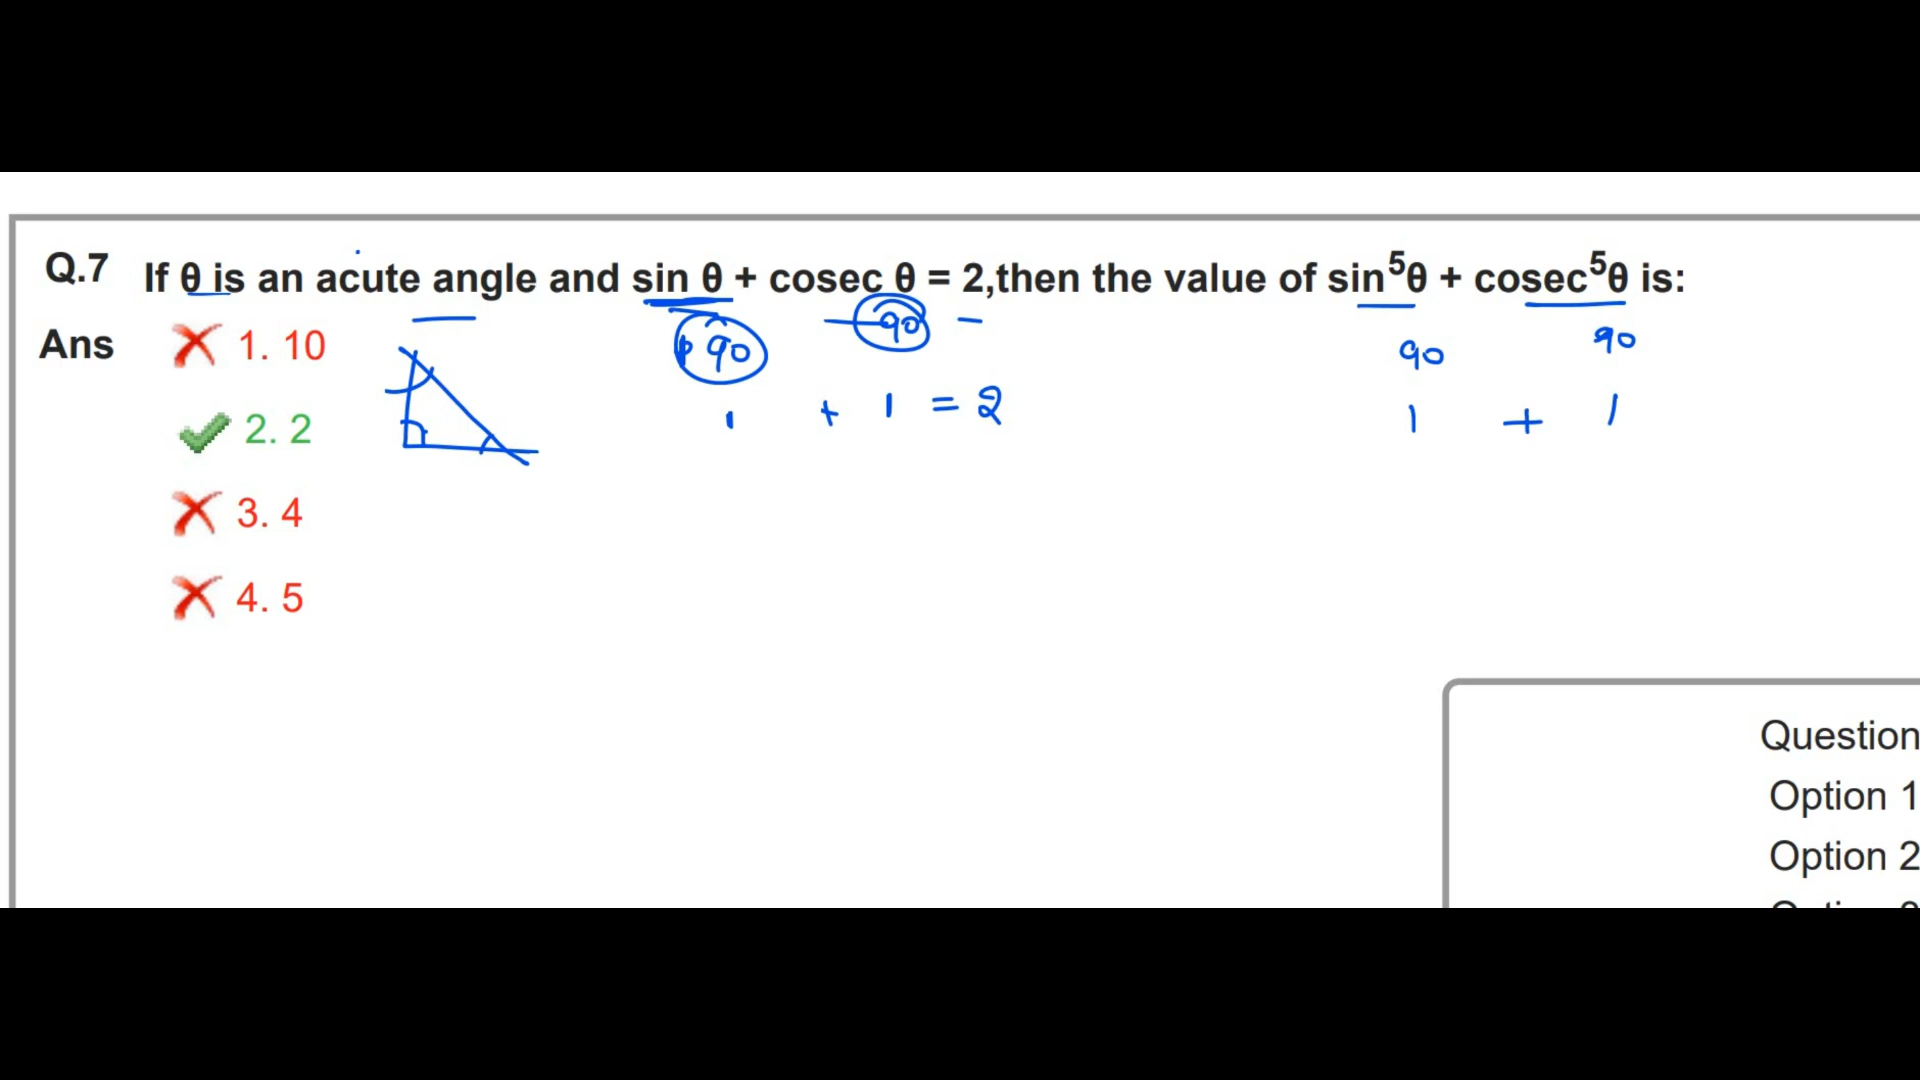 Q.7 If θ is an acute angle and sin θ + cosec θ = 2,then the value of sin⁵θ + cosec⁵θ is:
90 90 90 90
Ans 1. 10
1 + 1 = 2 1 + 1
2. 2
3. 4
4. 5
Question
Option 1
Option 2